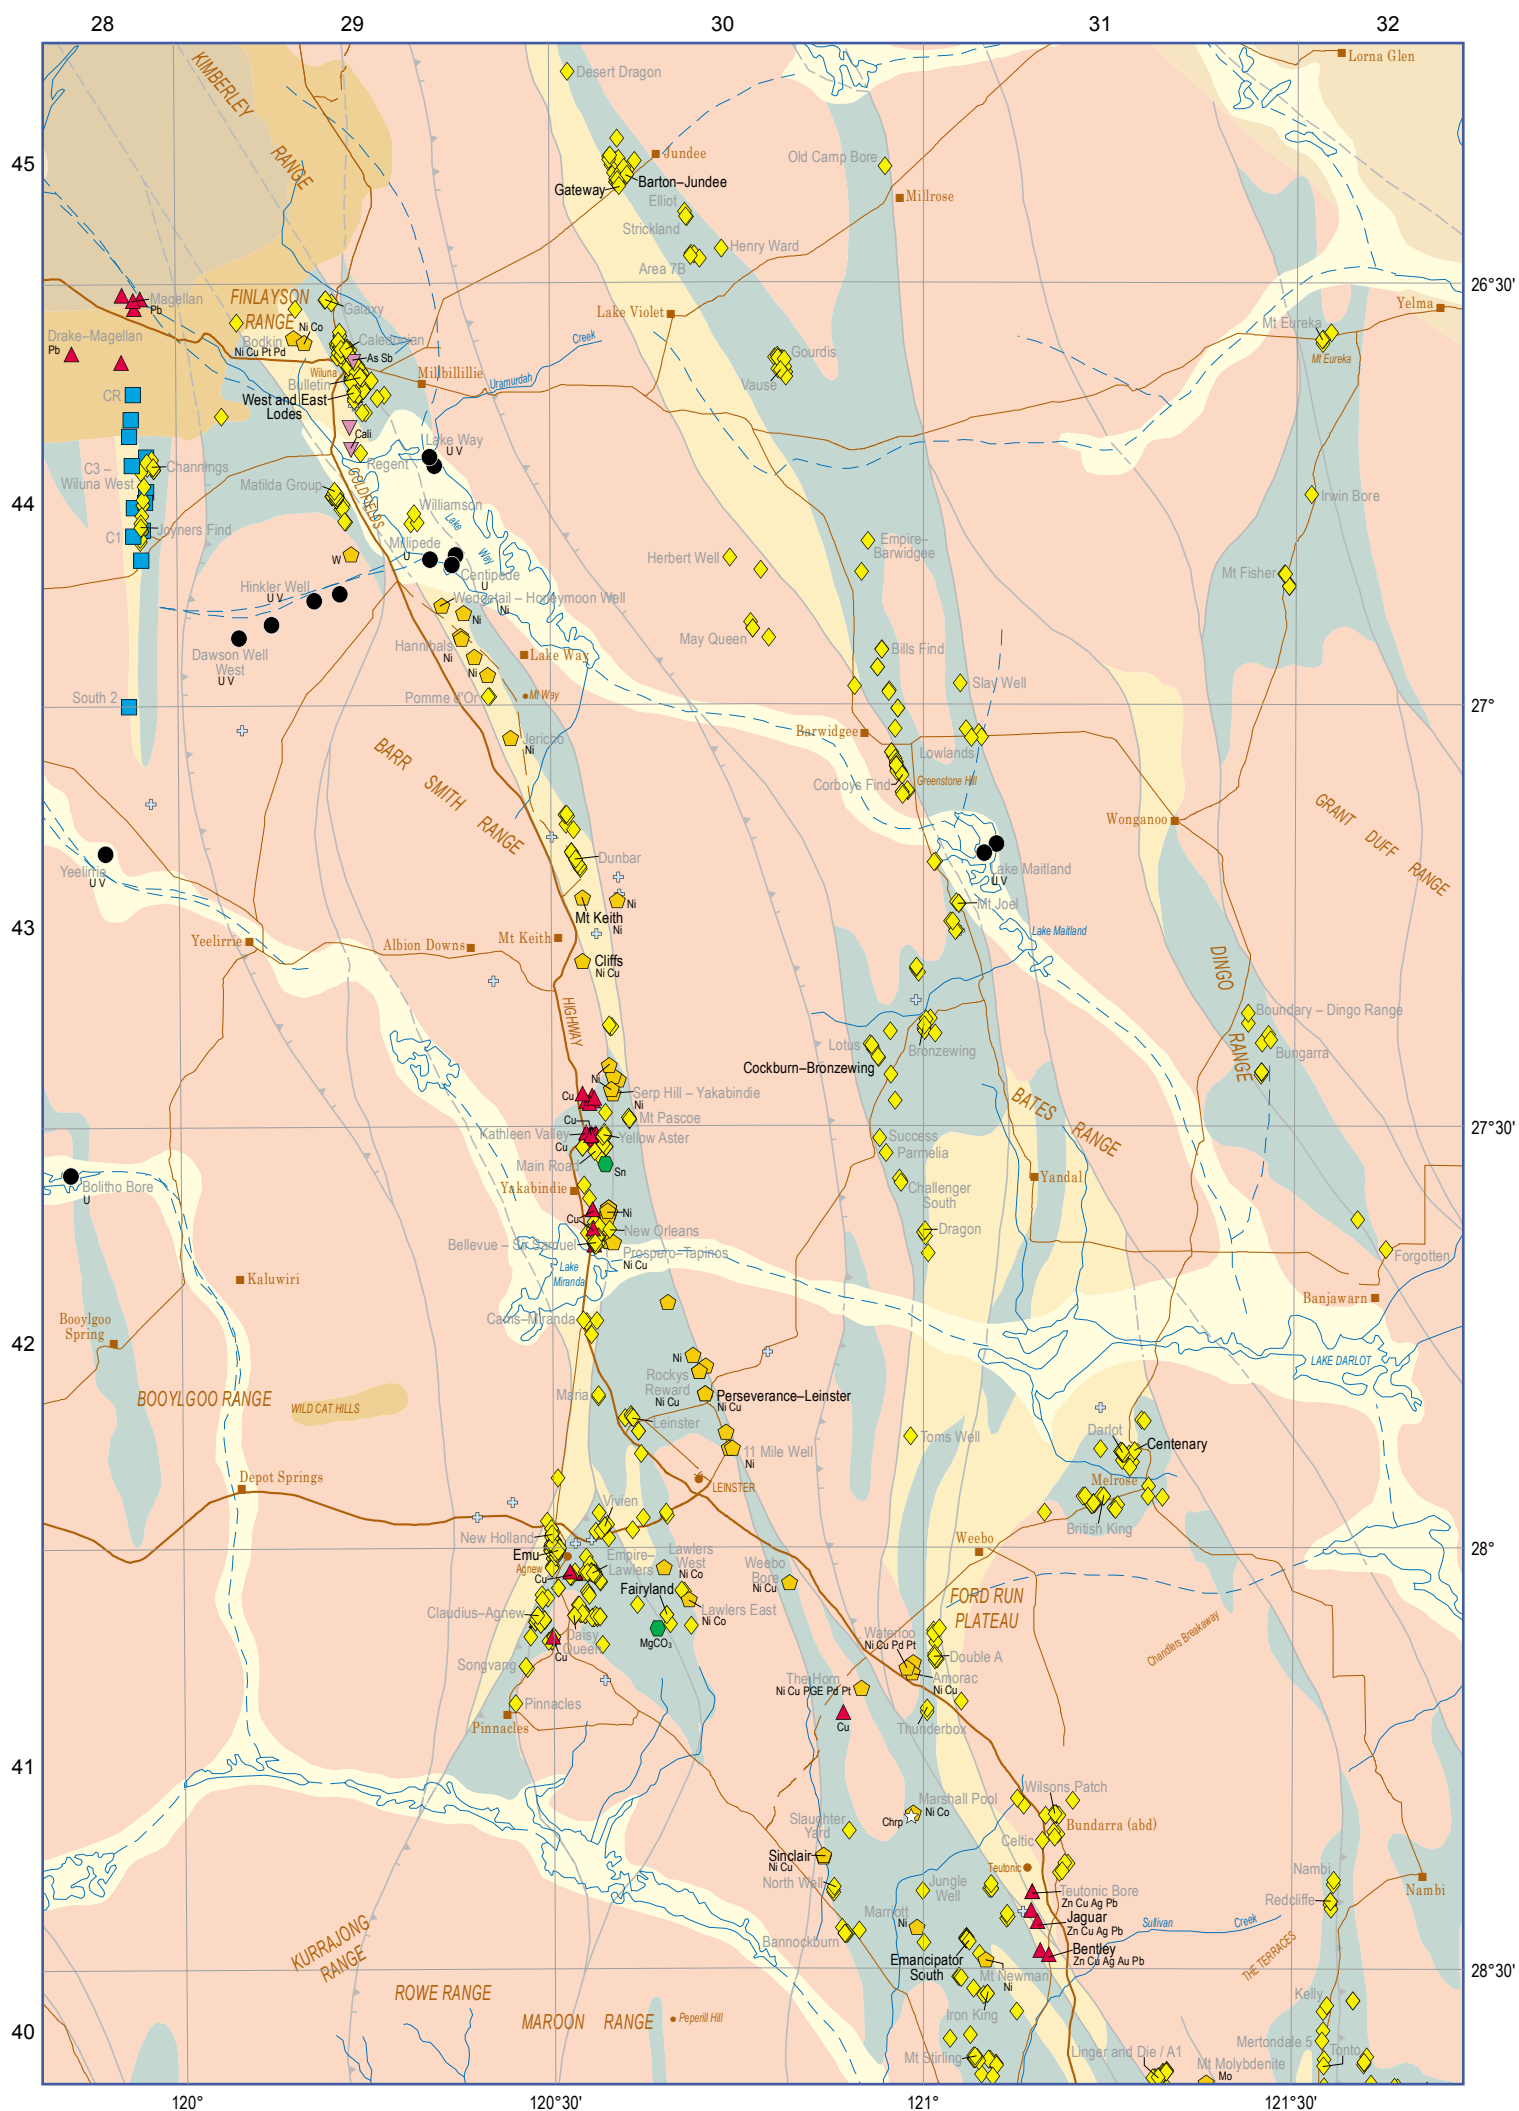 28 29 30 31 32
45
44
43
42
41
40
26°30'
27°
27°30'
28°
28°30'
120°
120°30'
121°
121°30'
KIMBERLEY
RANGE
Desert Dragon
Lorna Glen
Jundee
Barton–Jundee
Gateway
Old Camp Bore
Millrose
Elliot
Strickland
Henry Ward
Area 7B
Magellan
Pb
FINLAYSON
RANGE
Galaxy
Lake Violet
Yelma
Mt Eureka
Mt Eureka
Drake–Magellan
Pb
Bodkin
Ni Co
Ni Cu Pt Pd
Caledonian
As Sb
Wiluna
Bulletin
West and East
Lodes
Millbillillie
Uramurdah
Creek
Gourdis
Vause
CR
Cali
Lake Way
U V
Regent
C3 –
Wiluna West
Channings
Matilda Group
GOLDFIELDS
Williamson
Lake
Way
Irwin Bore
C1
Joyners Find
Millipede
U
Centipede
U
W
Herbert Well
Empire–
Barwidgee
Mt Fisher
Hinkler Well
U V
Wedgetail – Honeymoon Well
Ni
Ni
Dawson Well
West
U V
Hannibals
Ni
Ni
Lake Way
May Queen
Bills Find
South 2
Pomme d'Or
Mt Way
Slav Well
Jericho
Ni
Barwidgee
Lowlands
BARR SMITH RANGE
Corboys Find
Greenstone Hill
Wonganoo
GRANT DUFF RANGE
Yeelirrie
U V
Dunbar
Lake Maitland
U V
Mt Keith
Ni
Ni
Mt Joel
Yeelirrie
Albion Downs
Mt Keith
Lake Maitland
Cliffs
Ni Cu
DINGO
RANGE
HIGHWAY
Boundary – Dingo Range
Lotus
Bronzewing
Bungarra
Cockburn–Bronzewing
Ni
Serp Hill – Yakabindie
Ni
Cu
Cu
Mt Pascoe
BATES RANGE
Kathleen Valley
Cu
Yellow Aster
Success
Parmelia
Main Road
Sn
Bolitho Bore
U
Yakabindie
Yandal
Challenger
South
Cu
Ni
New Orleans
Dragon
Bellevue – Sir Samuel
Prospero–Tapinos
Ni Cu
Forgotten
Lake
Miranda
Kaluwiri
Banjawarn
Booylgoo
Spring
Cams–Miranda
LAKE DARLOT
Ni
Rockys
Reward
Ni Cu
BOOYLGOO RANGE
WILD CAT HILLS
Maria
Perseverance–Leinster
Ni Cu
Leinster
Toms Well
Darlot
Centenary
11 Mile Well
Ni
Depot Springs
LEINSTER
Melrose
Vivien
British King
New Holland
Weebo
Emu
Agnew
Cu
Empire–
Lawlers
Lawlers
West
Ni Co
Weebo
Bore
Ni Cu
Fairyland
FORD RUN
PLATEAU
Claudius–Agnew
Lawlers East
Ni Co
Daisy
Queen
Cu
MgCO₃
Waterloo
Ni Cu Pd Pt
Double A
Chandlers Breakaway
Songvang
The Horn
Ni Cu PGE Pd Pt
Amorac
Ni Cu
Pinnacles
Pinnacles
Cu
Thunderbox
Wilsons Patch
Marshall Pool
Ni Co
Chrp
Slaughter
Yard
Bundarra (abd)
Celtic
Sinclair
Ni Cu
Teutonic
Nambi
Nambi
North Well
Jungle
Well
Teutonic Bore
Zn Cu Ag Pb
Redcliffe
Marriott
Ni
Jaguar
Zn Cu Ag Pb
Sullivan
Creek
KURRAJONG
RANGE
Bannockburn
Bentley
Zn Cu Ag Au Pb
Emancipator
South
THE TERRACES
Mt Newman
Ni
ROWE RANGE
Kelly
Iron King
MAROON RANGE
Peperill Hill
Mertondale 5
Tonto
Mt Stirling
Linger and Die / A1
Mt Molybdenite
Mo